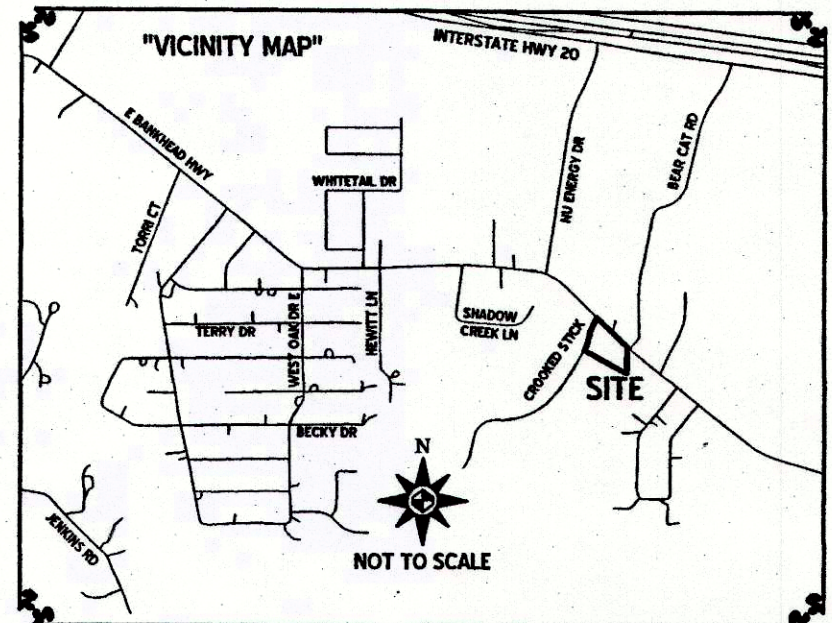 "VICINITY MAP"
INTERSTATE HWY 20
E BANKHEAD HWY
NU ENERGY DR
BEAR CAT RD
WHITETAIL DR
TORRI CT
WEST OAK DR E
HEWITT LN
SHADOW
CREEK LN
TERRY DR
CROOKED STICK
SITE
BECKY DR
N
JENKINS RD
NOT TO SCALE